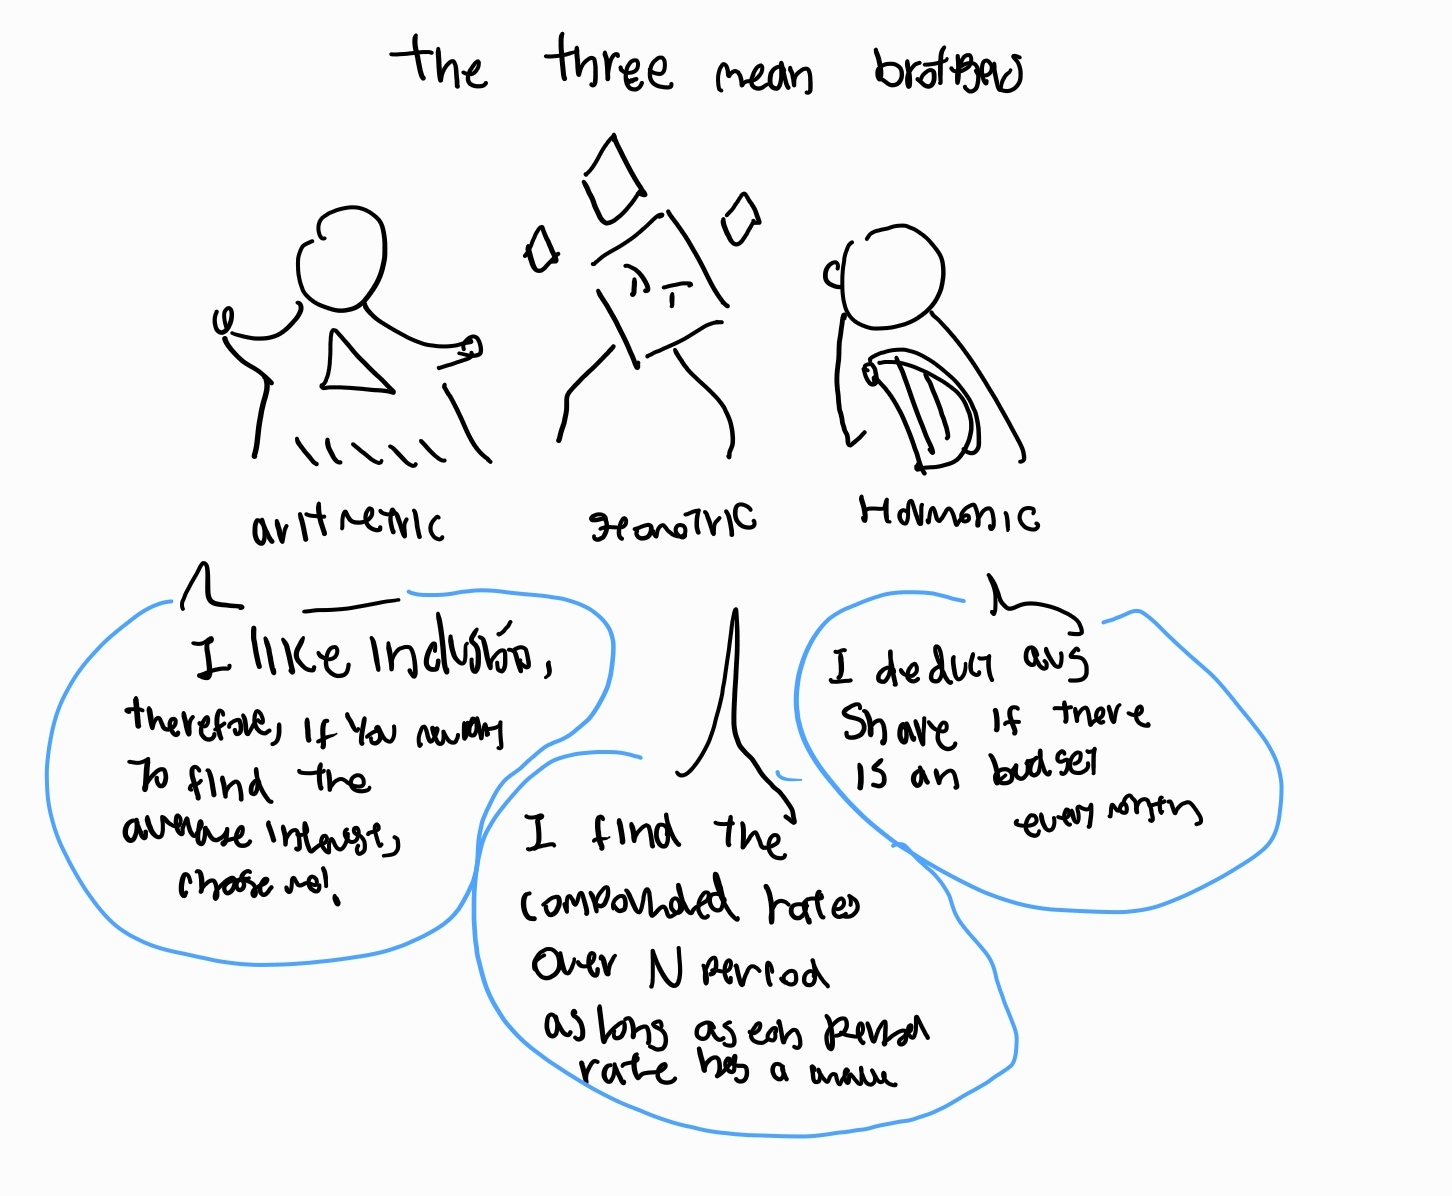 the three mean brothers
aritmetric
geometric
Harmonic
I like inclusion,
therefore, if you
to find the
average interest,
choose me!
I find the
compounded rates
over N period
as long as each period
rate has a
I deduct avg
share if there
is an budget
every month